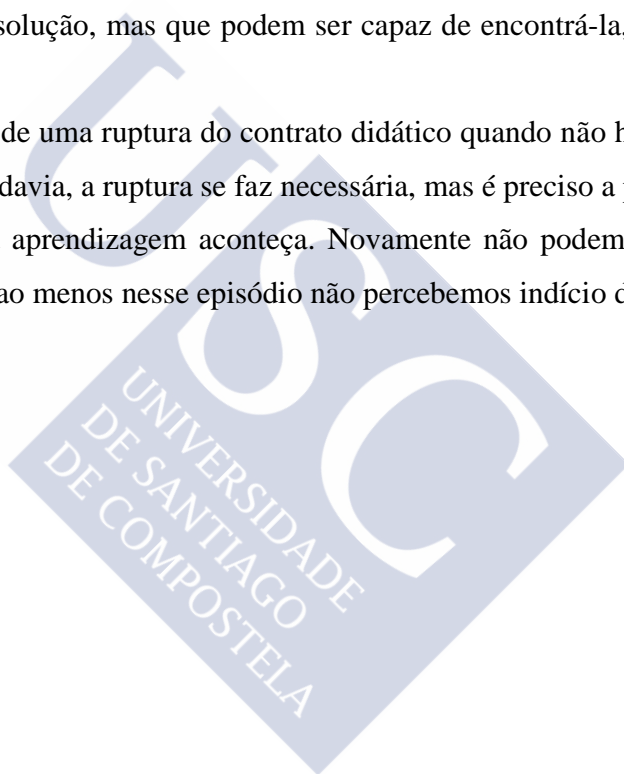 solução, mas que podem ser capaz de encontrá-la,
de uma ruptura do contrato didático quando não h
davia, a ruptura se faz necessária, mas é preciso a
aprendizagem aconteça. Novamente não podem
ao menos nesse episódio não percebemos indício d
USC
UNIVERSIDADE
DE SANTIAGO
DE COMPOSTELA